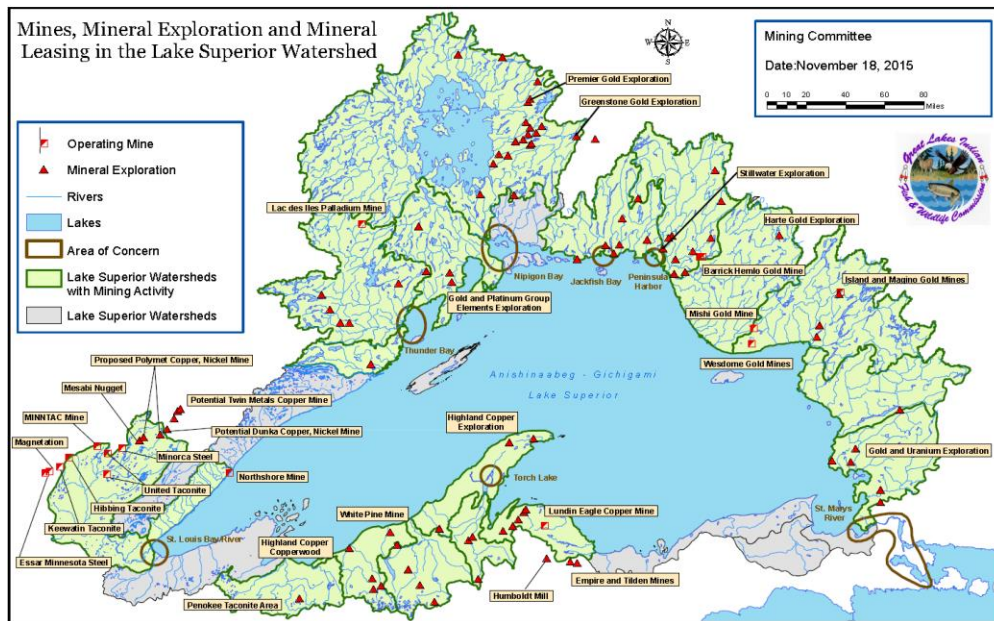 Mines, Mineral Exploration and Mineral
Leasing in the Lake Superior Watershed
N
W
E
S
Mining Committee
Date:November 18, 2015
0 5 10 20 40 60 80
Miles
Operating Mine
Mineral Exploration
Rivers
Lakes
Area of Concern
Lake Superior Watersheds
with Mining Activity
Lake Superior Watersheds
Great Lakes Indian
Fish & Wildlife Commission
Premier Gold Exploration
Greenstone Gold Exploration
Stillwater Exploration
Lac des Iles Palladium Mine
Harte Gold Exploration
Nipigon Bay
Jackfish Bay
Peninsula
Harbor
Barrick Hemlo Gold Mine
Island and Magino Gold Mines
Gold and Platinum Group
Elements Exploration
Mishi Gold Mine
Thunder Bay
Wesdome Gold Mines
Proposed Polymet Copper, Nickel Mine
Mesabi Nugget
Anishinaabeg - Gichigami
Lake Superior
Potential Twin Metals Copper Mine
MINNTAC Mine
Highland Copper
Exploration
Potential Dunka Copper, Nickel Mine
Magnetation
Minorca Steel
Gold and Uranium Exploration
Northshore Mine
United Taconite
Torch Lake
Hibbing Taconite
Lundin Eagle Copper Mine
St. Marys
River
White Pine Mine
Keewatin Taconite
St. Louis Bay/River
Highland Copper
Copperwood
Essar Minnesota Steel
Empire and Tilden Mines
Humboldt Mill
Penokee Taconite Area